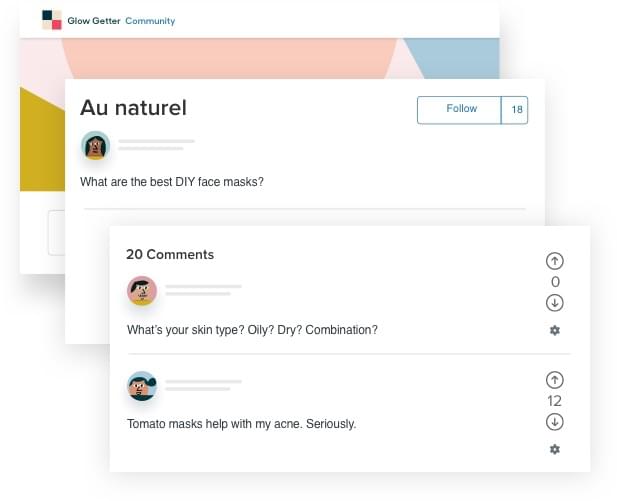 Glow Getter Community
Au naturel
Follow 18
What are the best DIY face masks?
20 Comments
0
What's your skin type? Oily? Dry? Combination?
12
Tomato masks help with my acne. Seriously.